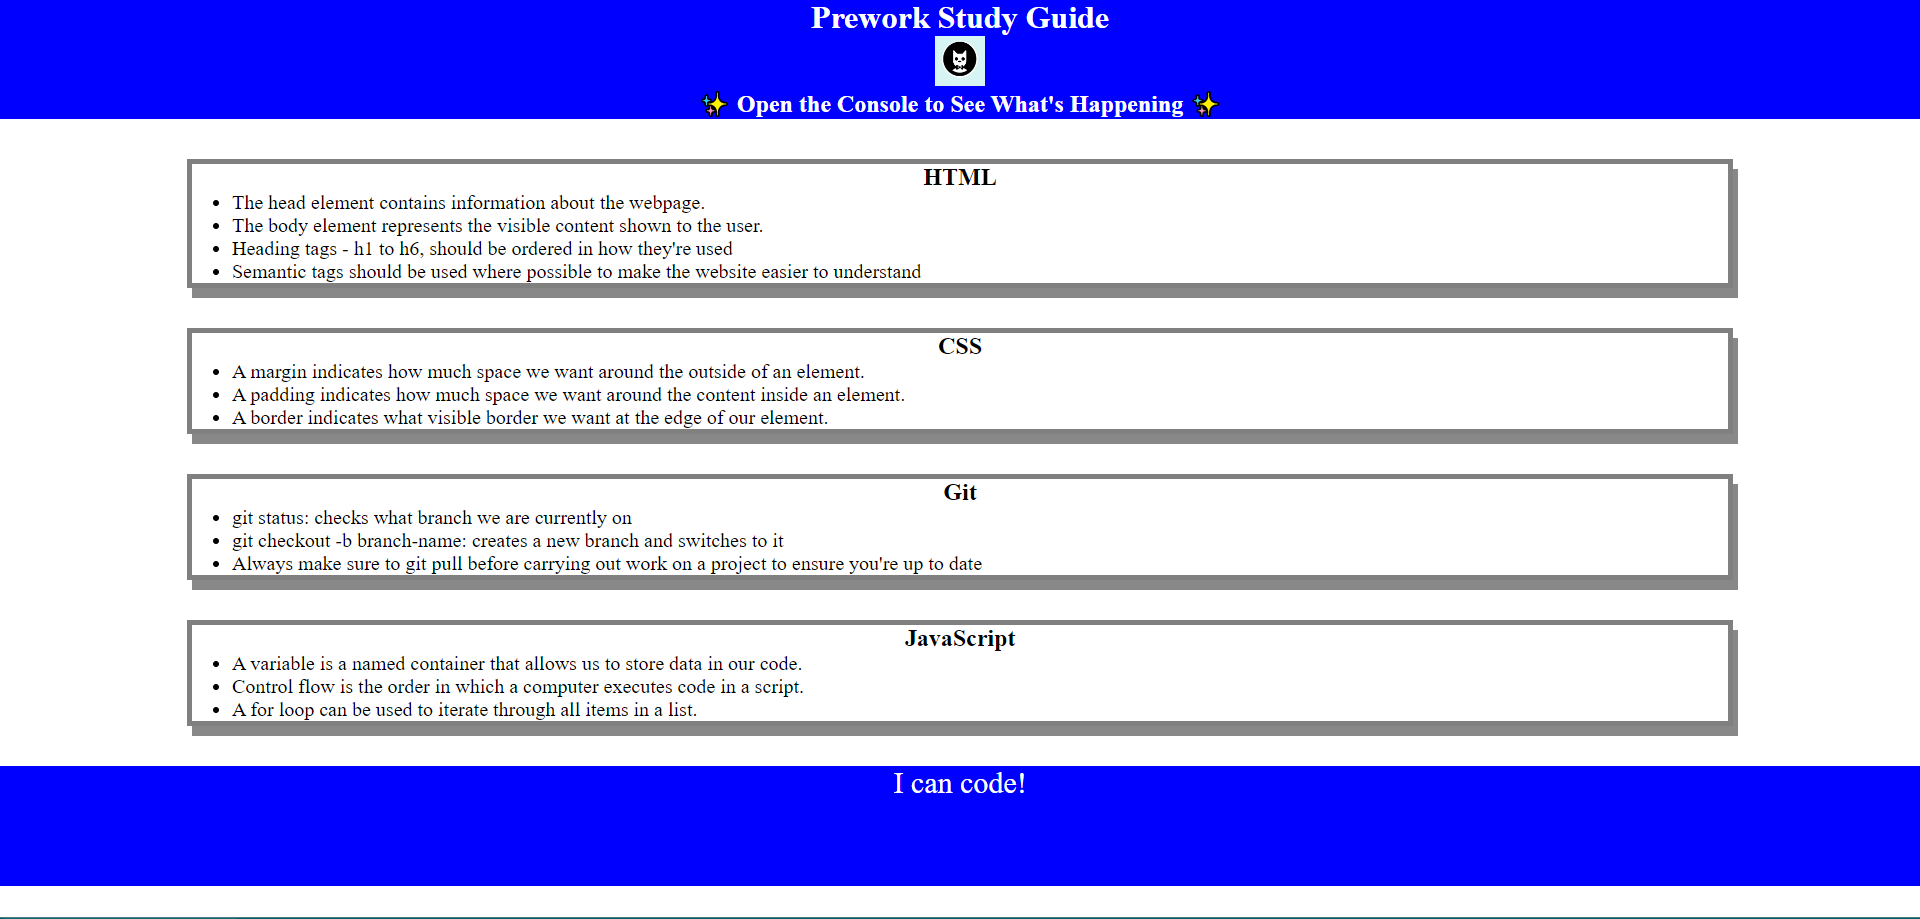 Prework Study Guide
✨ Open the Console to See What's Happening ✨
HTML
• The head element contains information about the webpage.
• The body element represents the visible content shown to the user.
• Heading tags - h1 to h6, should be ordered in how they're used
• Semantic tags should be used where possible to make the website easier to understand
CSS
• A margin indicates how much space we want around the outside of an element.
• A padding indicates how much space we want around the content inside an element.
• A border indicates what visible border we want at the edge of our element.
Git
• git status: checks what branch we are currently on
• git checkout -b branch-name: creates a new branch and switches to it
• Always make sure to git pull before carrying out work on a project to ensure you're up to date
JavaScript
• A variable is a named container that allows us to store data in our code.
• Control flow is the order in which a computer executes code in a script.
• A for loop can be used to iterate through all items in a list.
I can code!